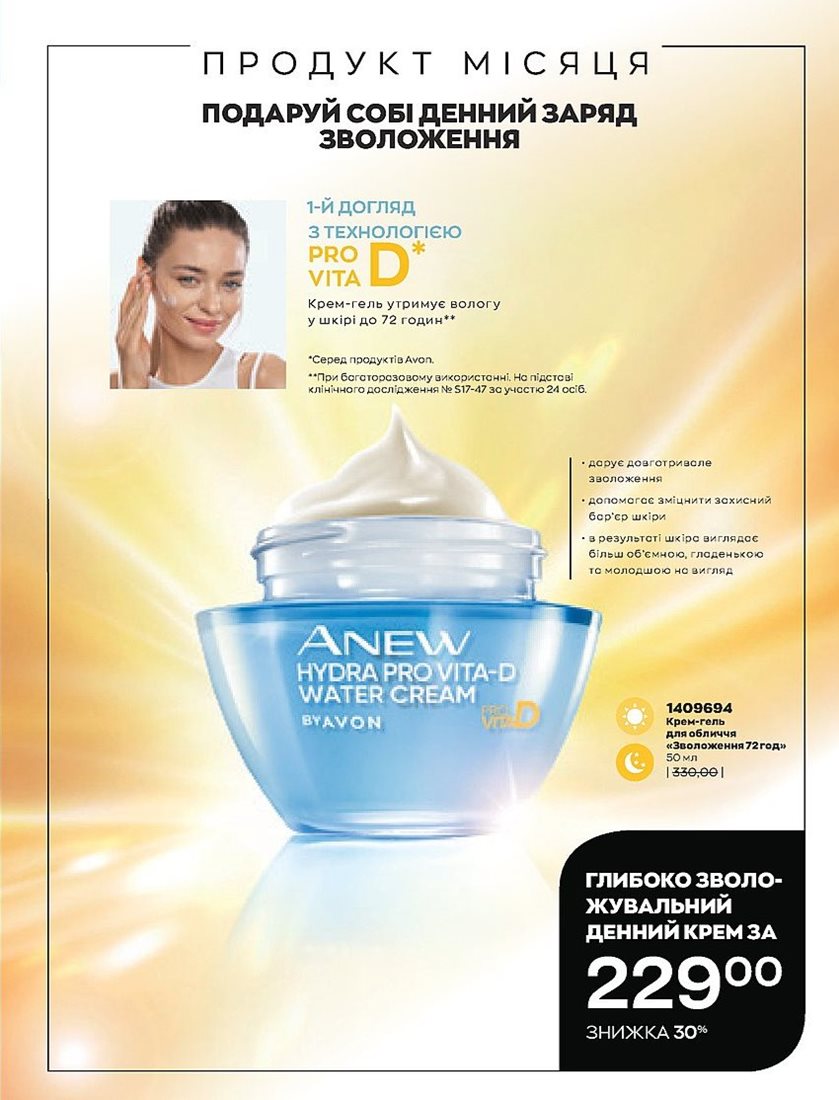 ПРОДУКТ МІСЯЦЯ
ПОДАРУЙ СОБІ ДЕННИЙ ЗАРЯД
ЗВОЛОЖЕННЯ
1-Й ДОГЛЯД
З ТЕХНОЛОГІЄЮ
PRO
VITA D*
Крем-гель утримує вологу
у шкірі до 72 годин**
*Серед продуктів Avon.
**При багаторазовому використанні. На підставі
клінічного дослідження № S17-47 за участю 24 осіб.
• дарує довготривале
зволоження
• допомагає зміцнити захисний
бар’єр шкіри
• в результаті шкіра виглядає
більш об’ємною, гладенькою
та молодшою на вигляд
ANEW
HYDRA PRO VITA-D
WATER CREAM
BY AVON
PRO
VITA D
1409694
Крем-гель
для обличчя
«Зволоження 72 год»
50 мл
| 330,00 |
ГЛИБОКО ЗВОЛО-
ЖУВАЛЬНИЙ
ДЕННИЙ КРЕМ ЗА
229⁰⁰
ЗНИЖКА 30%